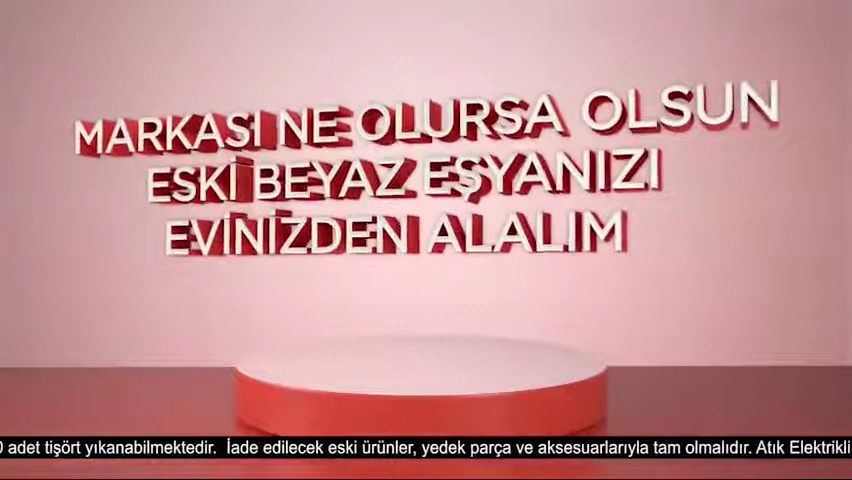 MARKASI NE OLURSA OLSUN
ESKİ BEYAZ EŞYANIZI
EVİNİZDEN ALALIM
adet tişört yıkanabilmektedir. İade edilecek eski ürünler, yedek parça ve aksesuarlarıyla tam olmalıdır. Atık Elektrikli